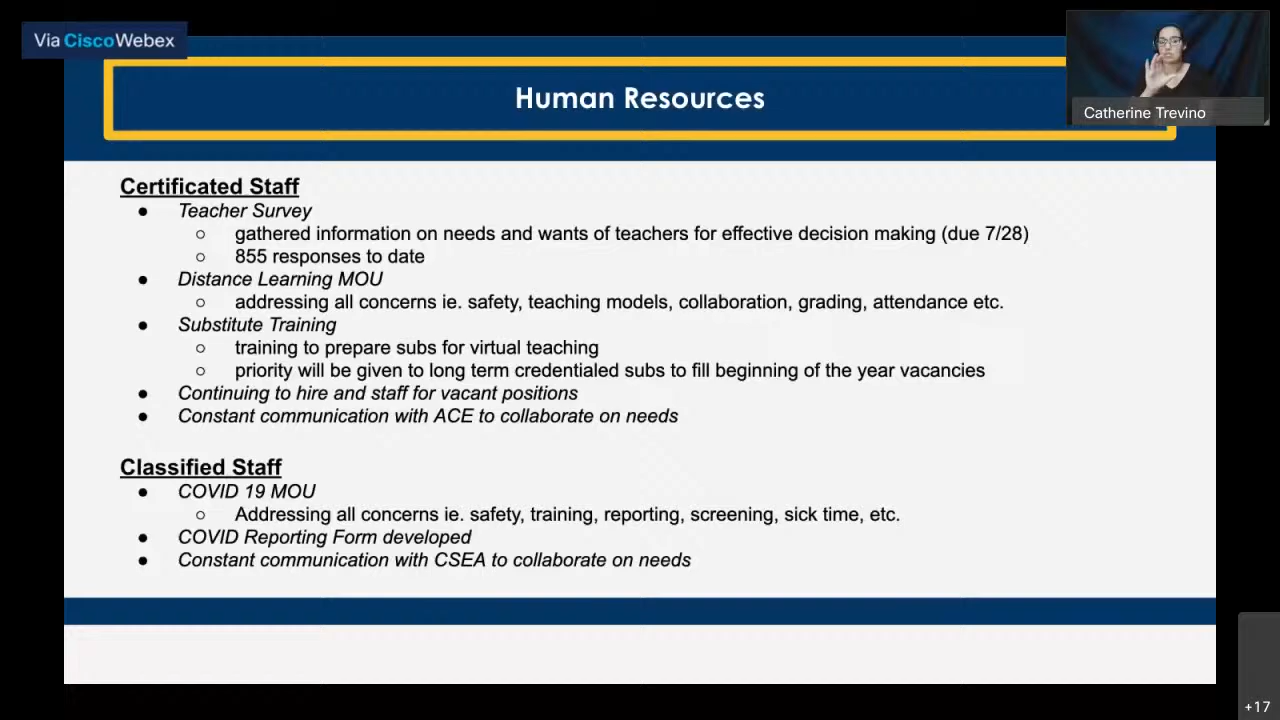 Via CiscoWebex
Human Resources
Catherine Trevino
Certificated Staff
● Teacher Survey
○ gathered information on needs and wants of teachers for effective decision making (due 7/28)
○ 855 responses to date
● Distance Learning MOU
○ addressing all concerns ie. safety, teaching models, collaboration, grading, attendance etc.
● Substitute Training
○ training to prepare subs for virtual teaching
○ priority will be given to long term credentialed subs to fill beginning of the year vacancies
● Continuing to hire and staff for vacant positions
● Constant communication with ACE to collaborate on needs
Classified Staff
● COVID 19 MOU
○ Addressing all concerns ie. safety, training, reporting, screening, sick time, etc.
● COVID Reporting Form developed
● Constant communication with CSEA to collaborate on needs
+17